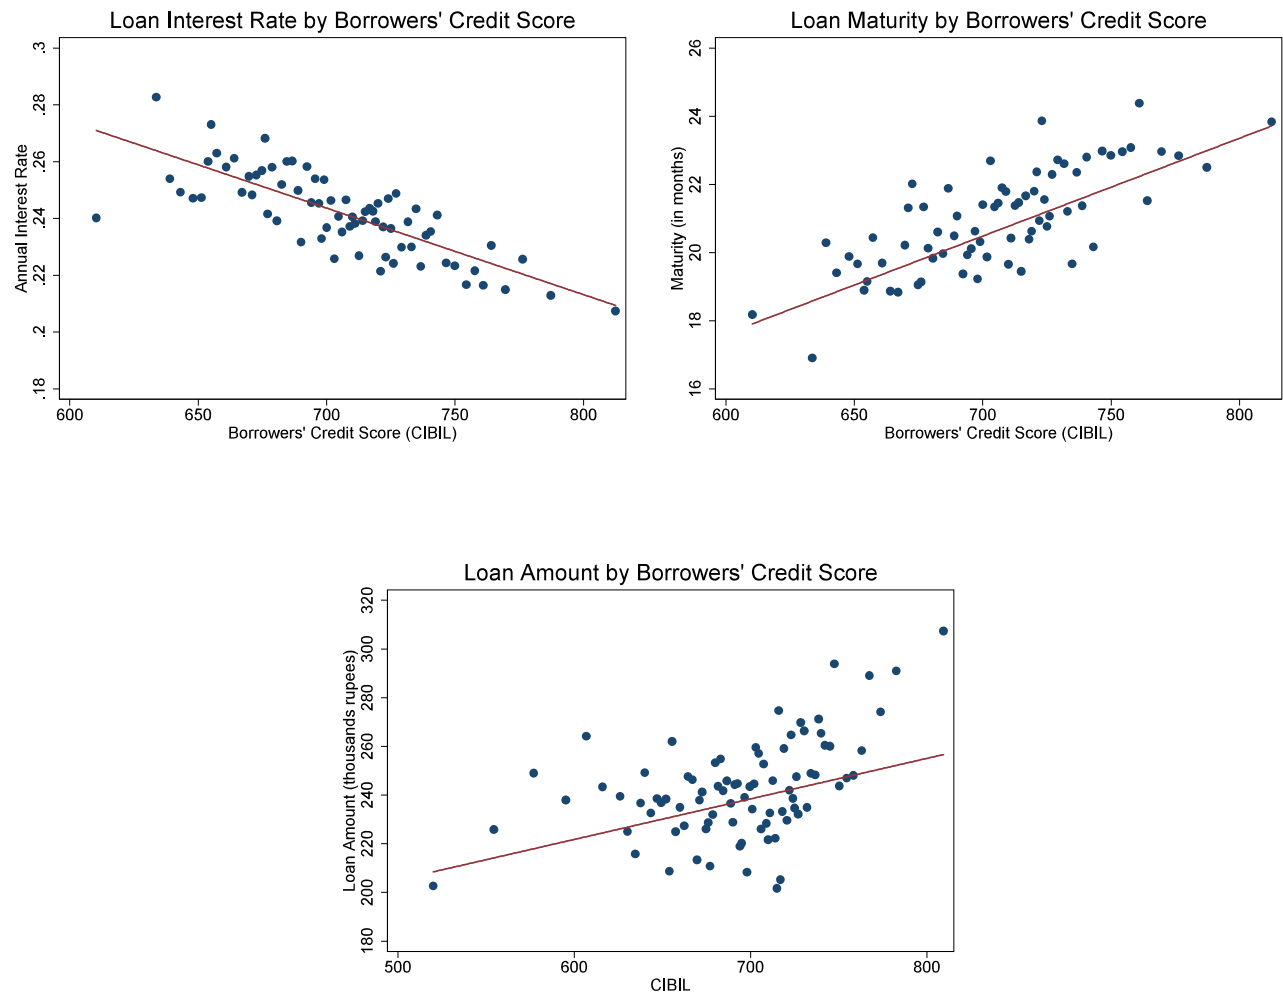 Loan Interest Rate by Borrowers' Credit Score
Annual Interest Rate
.3
.28
.26
.24
.22
.2
.18
600 650 700 750 800
Borrowers' Credit Score (CIBIL)
Loan Maturity by Borrowers' Credit Score
Maturity (in months)
26
24
22
20
18
16
600 650 700 750 800
Borrowers' Credit Score (CIBIL)
Loan Amount by Borrowers' Credit Score
Loan Amount (thousands rupees)
320
300
280
260
240
220
200
180
500 600 700 800
CIBIL